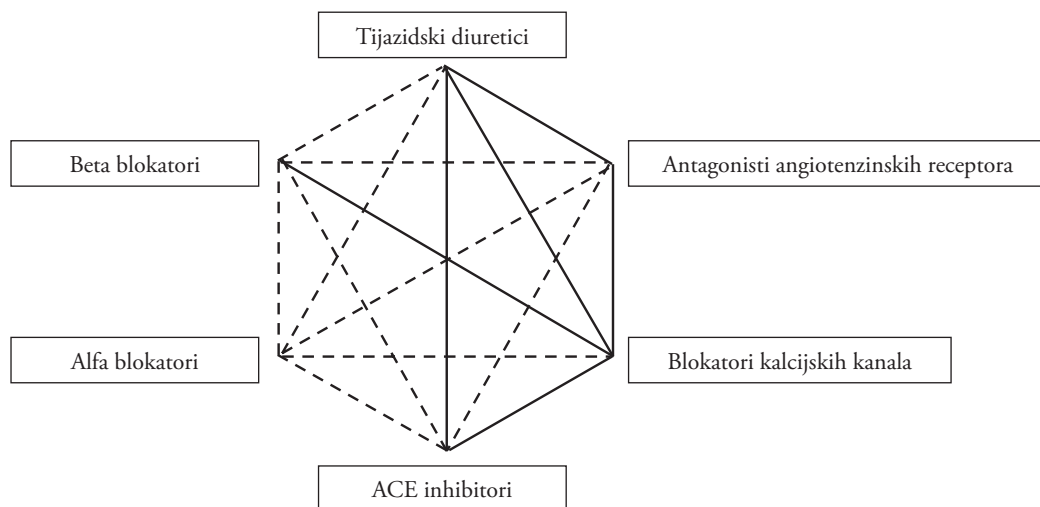 Tijazidski diuretici
Beta blokatori
Antagonisti angiotenzinskih receptora
Alfa blokatori
Blokatori kalcijskih kanala
ACE inhibitori